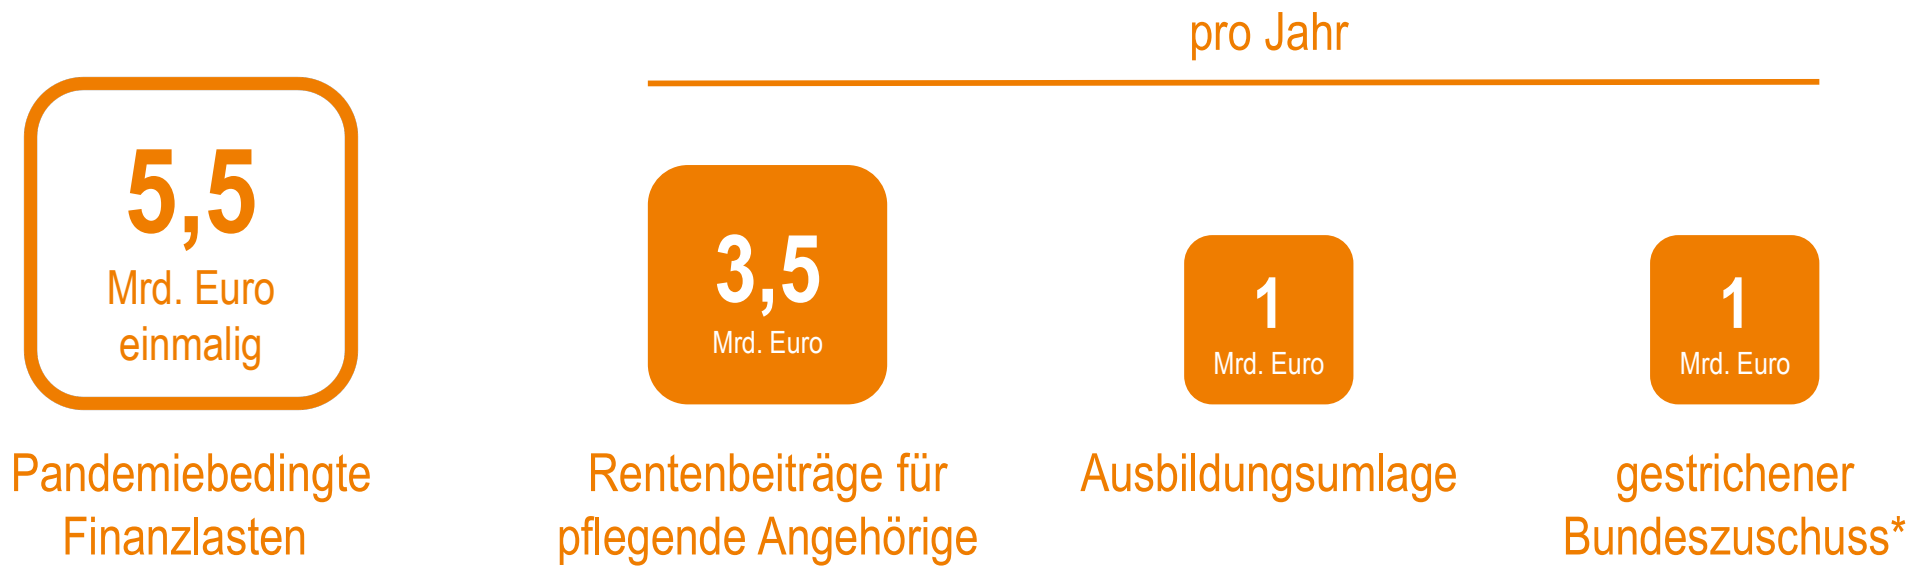 pro Jahr
5,5
Mrd. Euro
einmalig
Pandemiebedingte
Finanzlasten
3,5
Mrd. Euro
Rentenbeiträge für
pflegende Angehörige
1
Mrd. Euro
Ausbildungsumlage
1
Mrd. Euro
gestrichener
Bundeszuschuss*